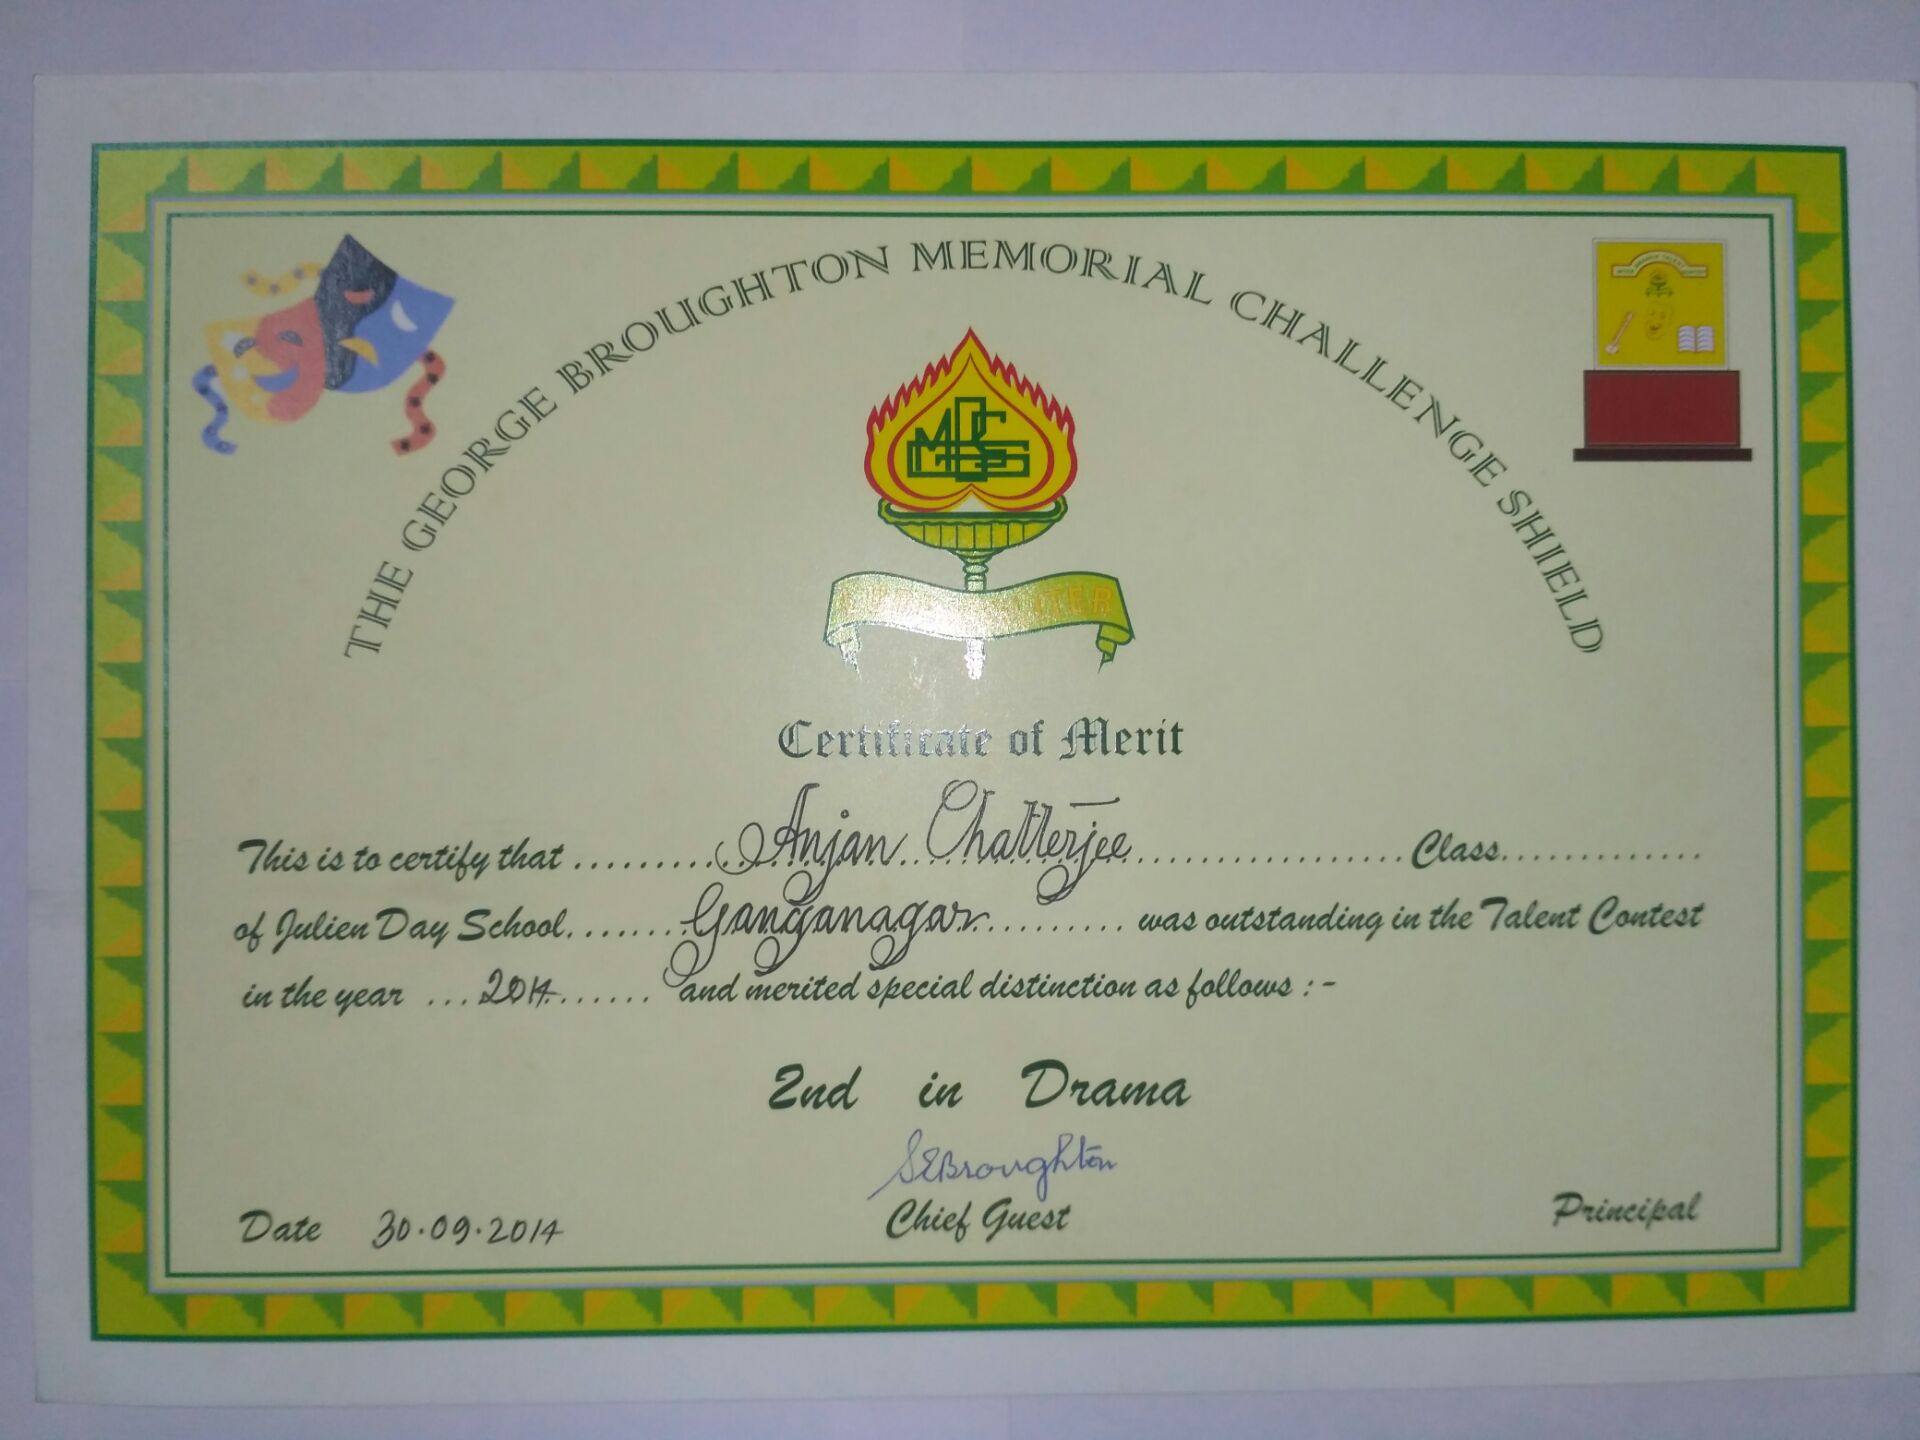 THE GEORGE BROUGHTON MEMORIAL CHALLENGE SHIELD
Certificate of Merit
This is to certify that ........... Anjan Chatterjee ........................ Class.............
of Julien Day School........ Ganganagar .......... was outstanding in the Talent Contest
in the year ...2014....... and merited special distinction as follows : -
2nd in Drama
SEBroughton
Date 30.09.2014 Chief Guest Principal